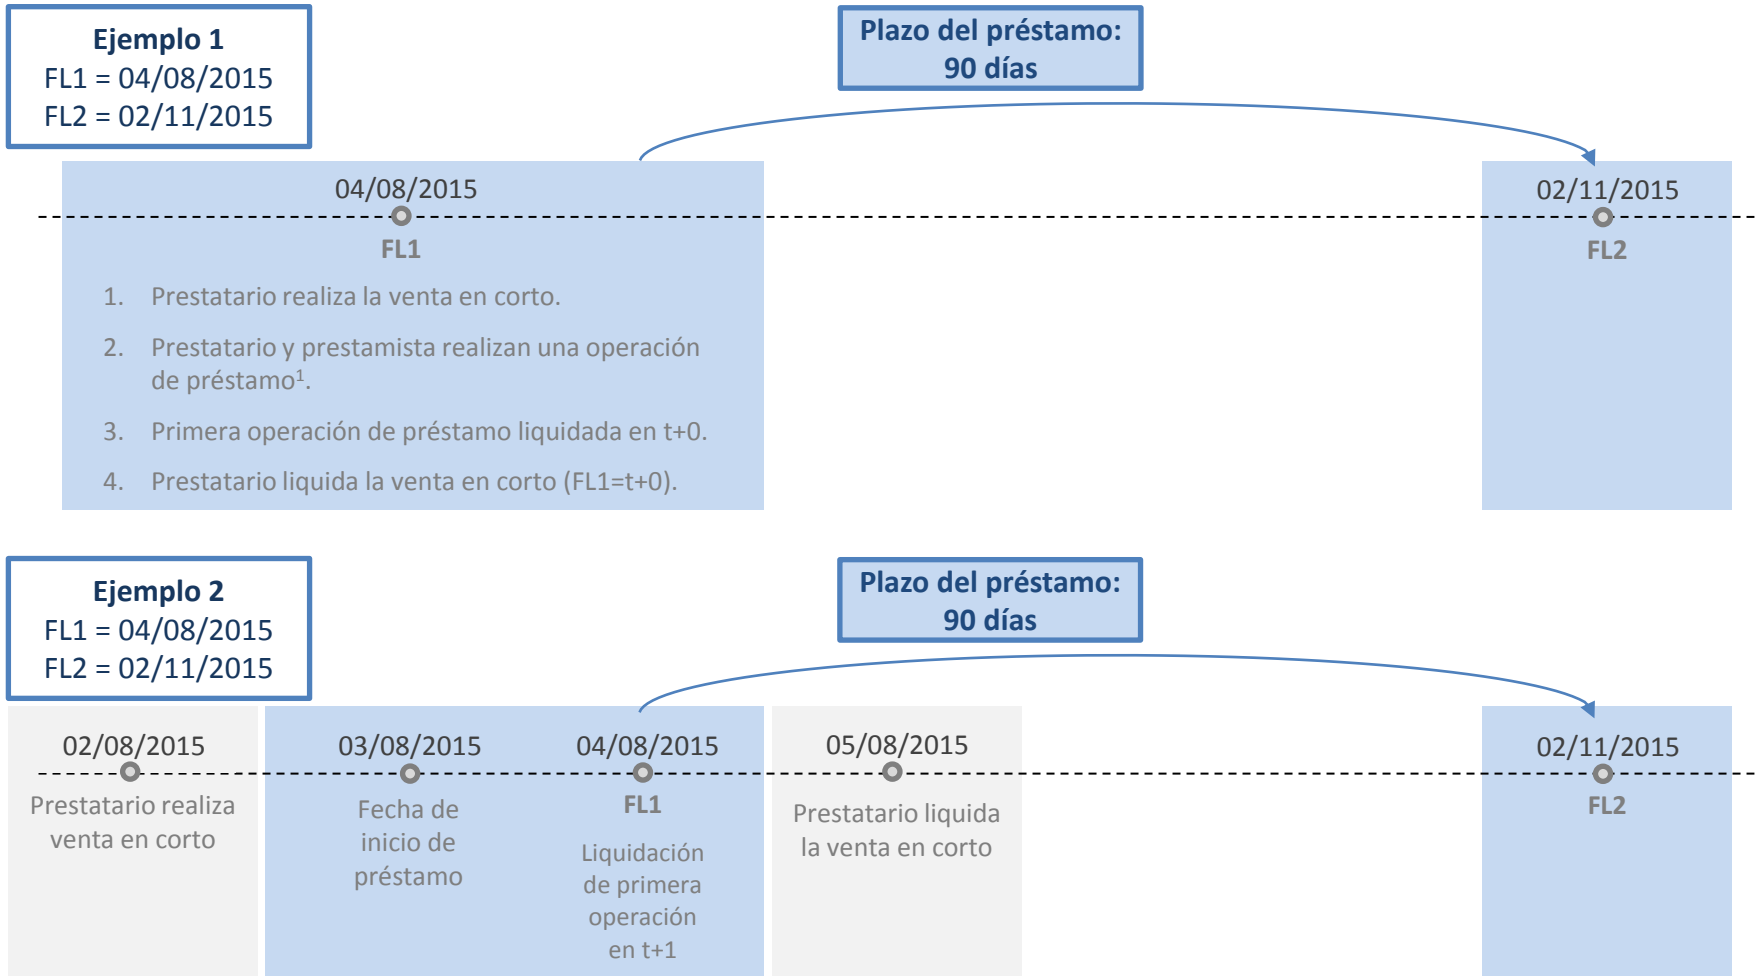 Ejemplo 1
FL1 = 04/08/2015
FL2 = 02/11/2015
Plazo del préstamo:
90 días
04/08/2015
FL1
02/11/2015
FL2
1. Prestatario realiza la venta en corto.
2. Prestatario y prestamista realizan una operación
de préstamo¹.
3. Primera operación de préstamo liquidada en t+0.
4. Prestatario liquida la venta en corto (FL1=t+0).
Ejemplo 2
FL1 = 04/08/2015
FL2 = 02/11/2015
Plazo del préstamo:
90 días
02/08/2015
Prestatario realiza
venta en corto
03/08/2015
Fecha de
inicio de
préstamo
04/08/2015
FL1
Liquidación
de primera
operación
en t+1
05/08/2015
Prestatario liquida
la venta en corto
02/11/2015
FL2